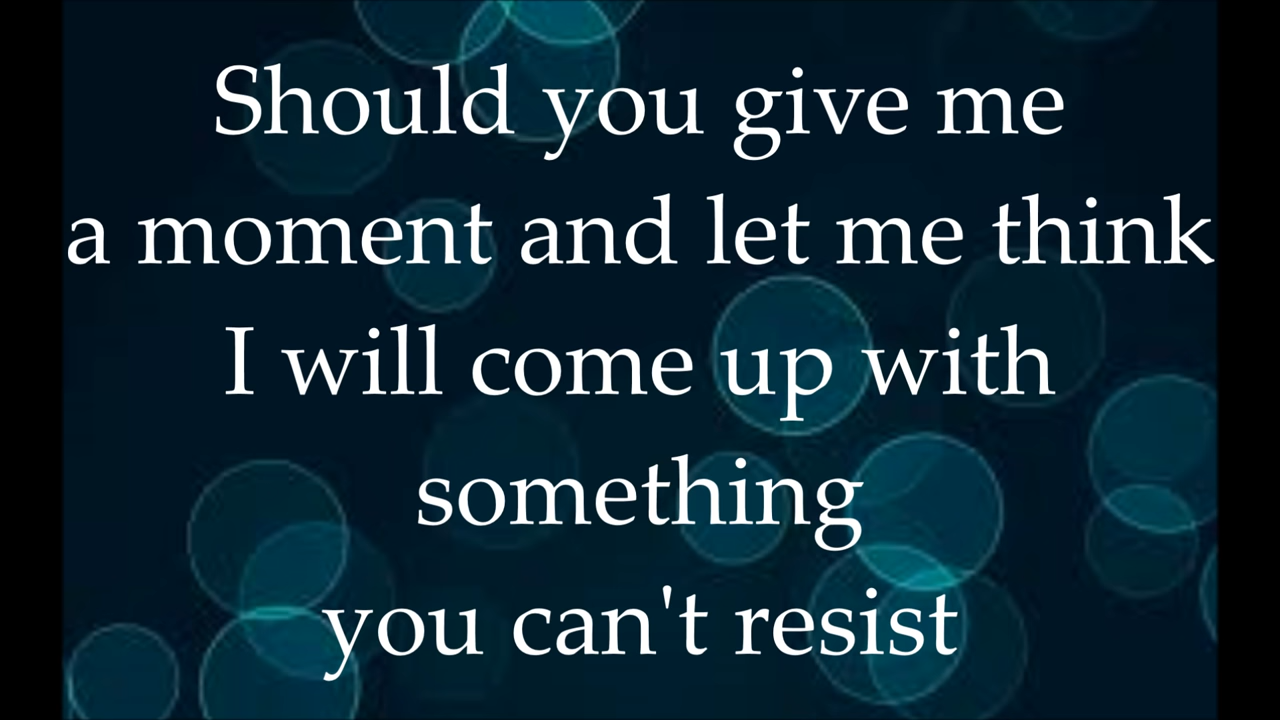 Should you give me
a moment and let me think
I will come up with
something
you can't resist